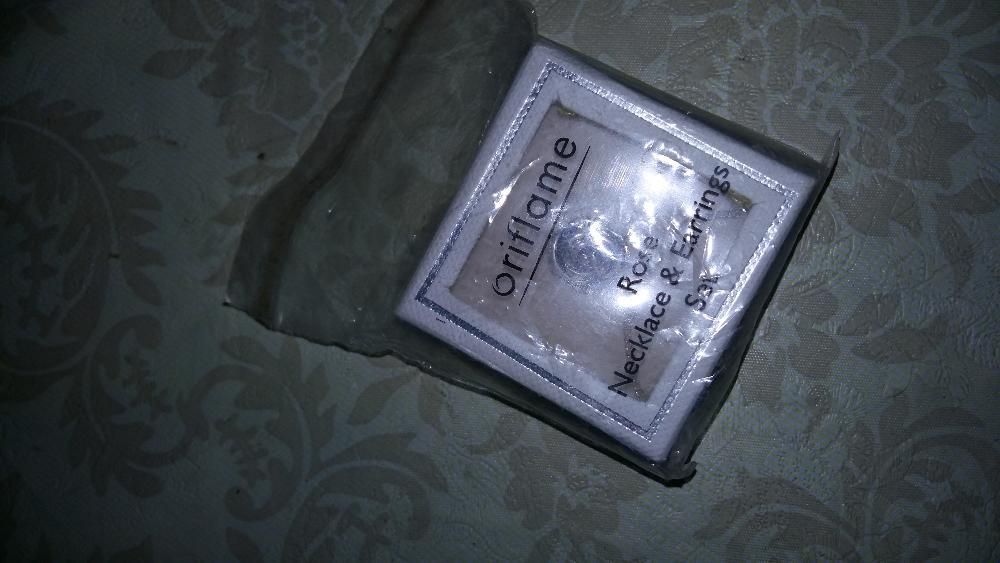 oriflame
Rose
Necklace & Earrings
Set